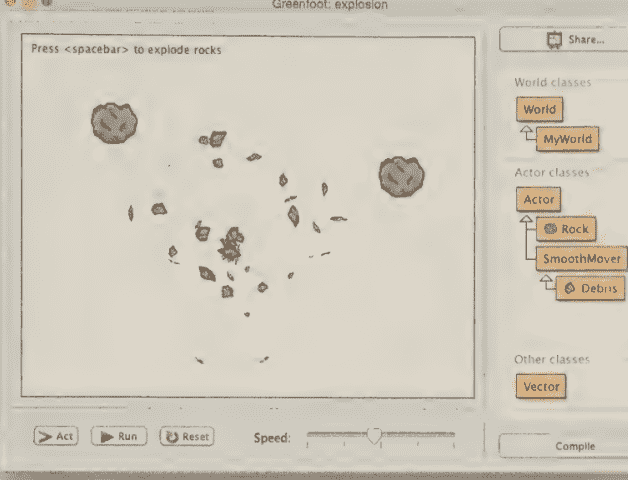 Greenfoot: explosion
Press <spacebar> to explode rocks
Share...
World classes
World
MyWorld
Actor classes
Actor
Rock
SmoothMover
Debris
Other classes
Vector
Act
Run
Reset
Speed:
Compile